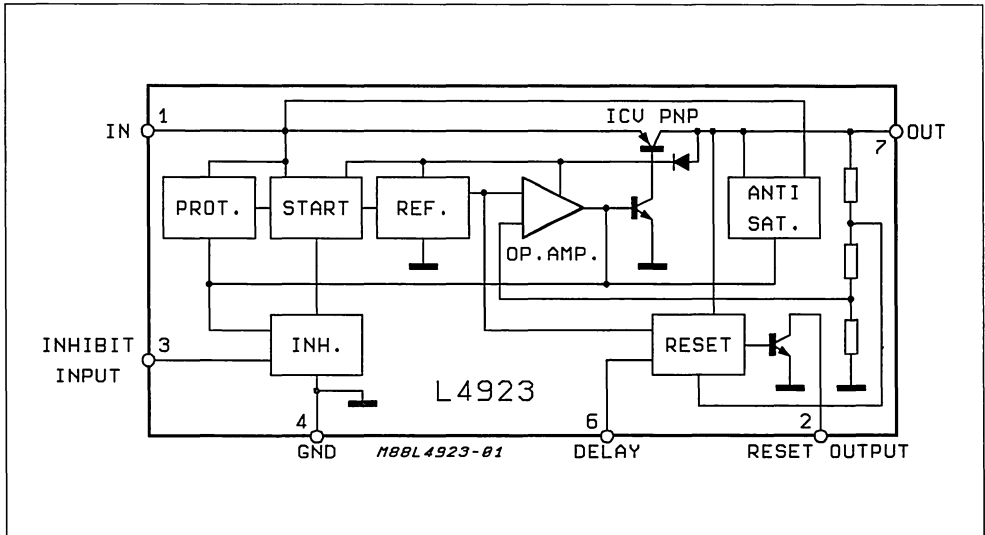 ICV PNP
1
IN
OUT
7
PROT.
START
REF.
ANTI
SAT.
OP.AMP.
INHIBIT
INPUT
3
INH.
RESET
L4923
4
6
2
GND
M88L4923-01
DELAY
RESET OUTPUT